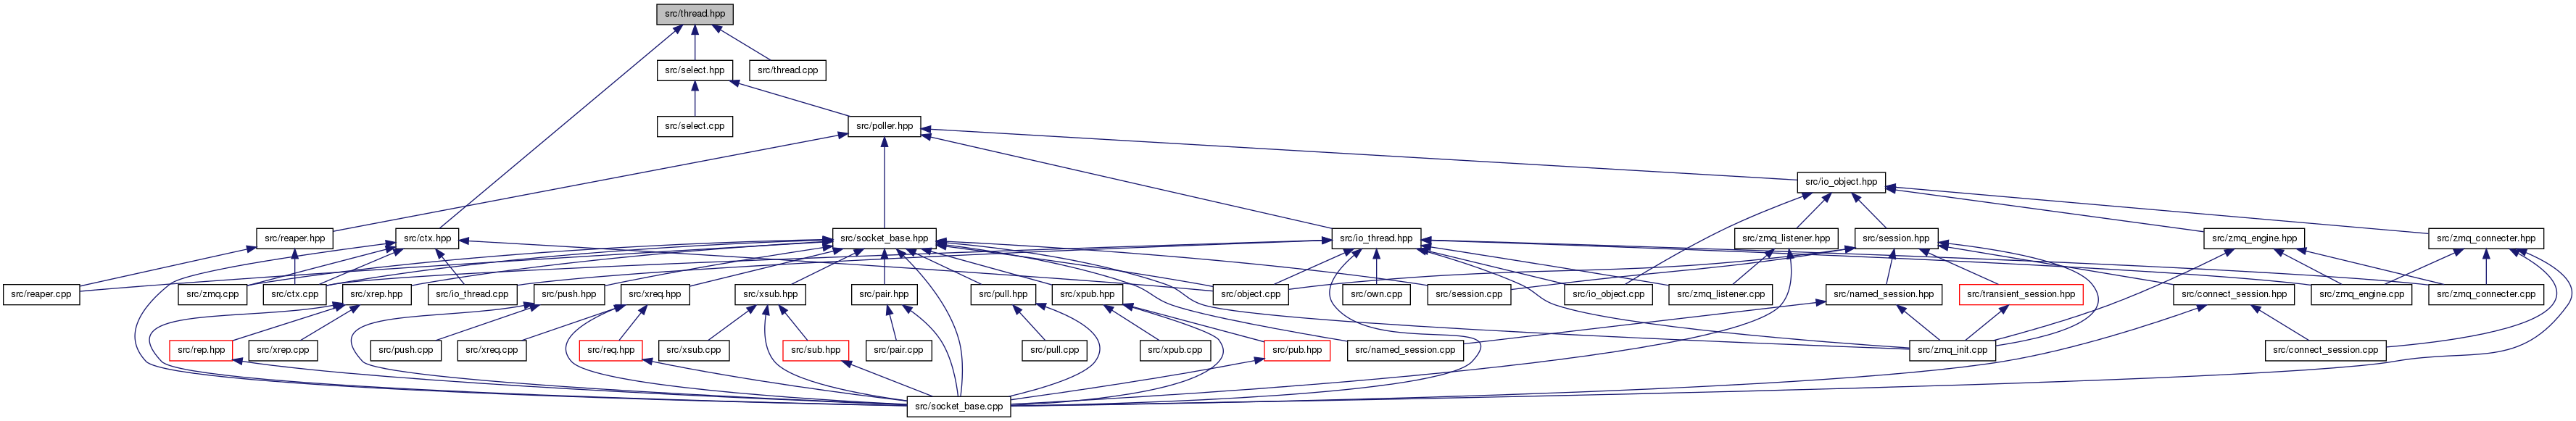 src/thread.hpp
src/select.hpp
src/thread.cpp
src/select.cpp
src/poller.hpp
src/io_object.hpp
src/reaper.hpp
src/ctx.hpp
src/socket_base.hpp
src/io_thread.hpp
src/zmq_listener.hpp
src/session.hpp
src/zmq_engine.hpp
src/zmq_connecter.hpp
src/reaper.cpp
src/zmq.cpp
src/ctx.cpp
src/xrep.hpp
src/io_thread.cpp
src/push.hpp
src/xreq.hpp
src/xsub.hpp
src/pair.hpp
src/pull.hpp
src/xpub.hpp
src/object.cpp
src/own.cpp
src/session.cpp
src/io_object.cpp
src/zmq_listener.cpp
src/named_session.hpp
src/transient_session.hpp
src/connect_session.hpp
src/zmq_engine.cpp
src/zmq_connecter.cpp
src/rep.hpp
src/xrep.cpp
src/push.cpp
src/xreq.cpp
src/req.hpp
src/xsub.cpp
src/sub.hpp
src/pair.cpp
src/pull.cpp
src/xpub.cpp
src/pub.hpp
src/named_session.cpp
src/zmq_init.cpp
src/connect_session.cpp
src/socket_base.cpp